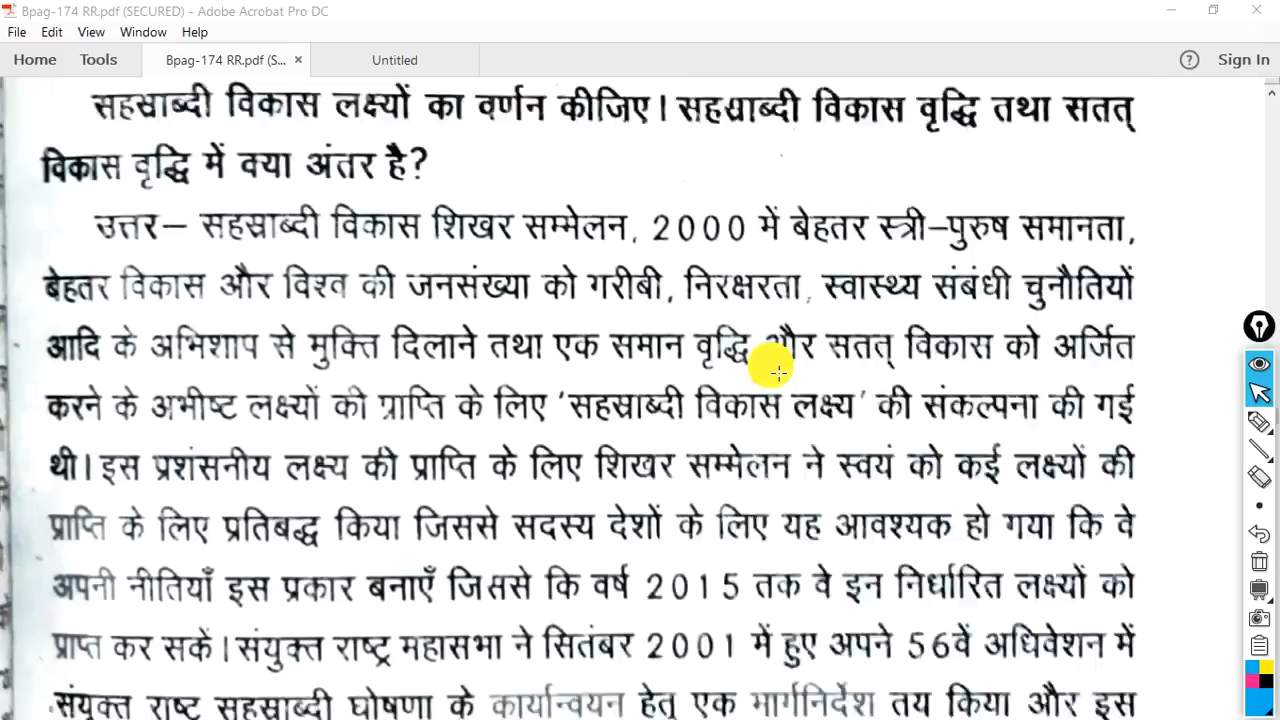 Bpag-174 RR.pdf (SECURED) - Adobe Acrobat Pro DC
File Edit View Window Help
Home Tools Bpag-174 RR.pdf (S... × Untitled ? Sign In
सहस्राब्दी विकास लक्ष्यों का वर्णन कीजिए। सहस्राब्दी विकास वृद्धि तथा सतत्
विकास वृद्धि में क्या अंतर है?
उत्तर– सहस्राब्दी विकास शिखर सम्मेलन, 2000 में बेहतर स्त्री–पुरुष समानता,
बेहतर विकास और विश्व की जनसंख्या को गरीबी, निरक्षरता, स्वास्थ्य संबंधी चुनौतियों
आदि के अभिशाप से मुक्ति दिलाने तथा एक समान वृद्धि और सतत् विकास को अर्जित
करने के अभीष्ट लक्ष्यों की प्राप्ति के लिए 'सहस्राब्दी विकास लक्ष्य' की संकल्पना की गई
थी। इस प्रशंसनीय लक्ष्य की प्राप्ति के लिए शिखर सम्मेलन ने स्वयं को कई लक्ष्यों की
प्राप्ति के लिए प्रतिबद्ध किया जिससे सदस्य देशों के लिए यह आवश्यक हो गया कि वे
अपनी नीतियाँ इस प्रकार बनाएँ जिससे कि वर्ष 2015 तक वे इन निर्धारित लक्ष्यों को
प्राप्त कर सकें। संयुक्त राष्ट्र महासभा ने सितंबर 2001 में हुए अपने 56वें अधिवेशन में
संयुक्त राष्ट्र सहस्राब्दी घोषणा के कार्यान्वयन हेतु एक मार्गनिर्देश तय किया और इस